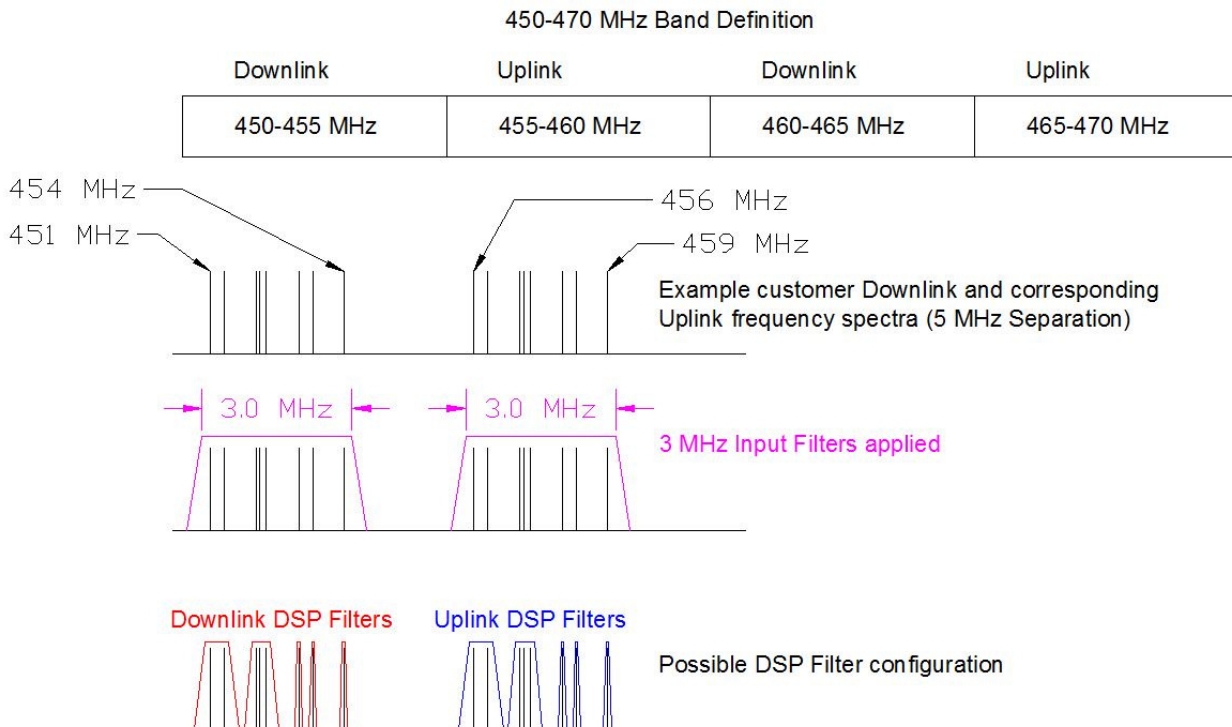 450-470 MHz Band Definition
Downlink Uplink Downlink Uplink
450-455 MHz 455-460 MHz 460-465 MHz 465-470 MHz
454 MHz
451 MHz
456 MHz
459 MHz
Example customer Downlink and corresponding
Uplink frequency spectra (5 MHz Separation)
3.0 MHz 3.0 MHz
3 MHz Input Filters applied
Downlink DSP Filters Uplink DSP Filters
Possible DSP Filter configuration